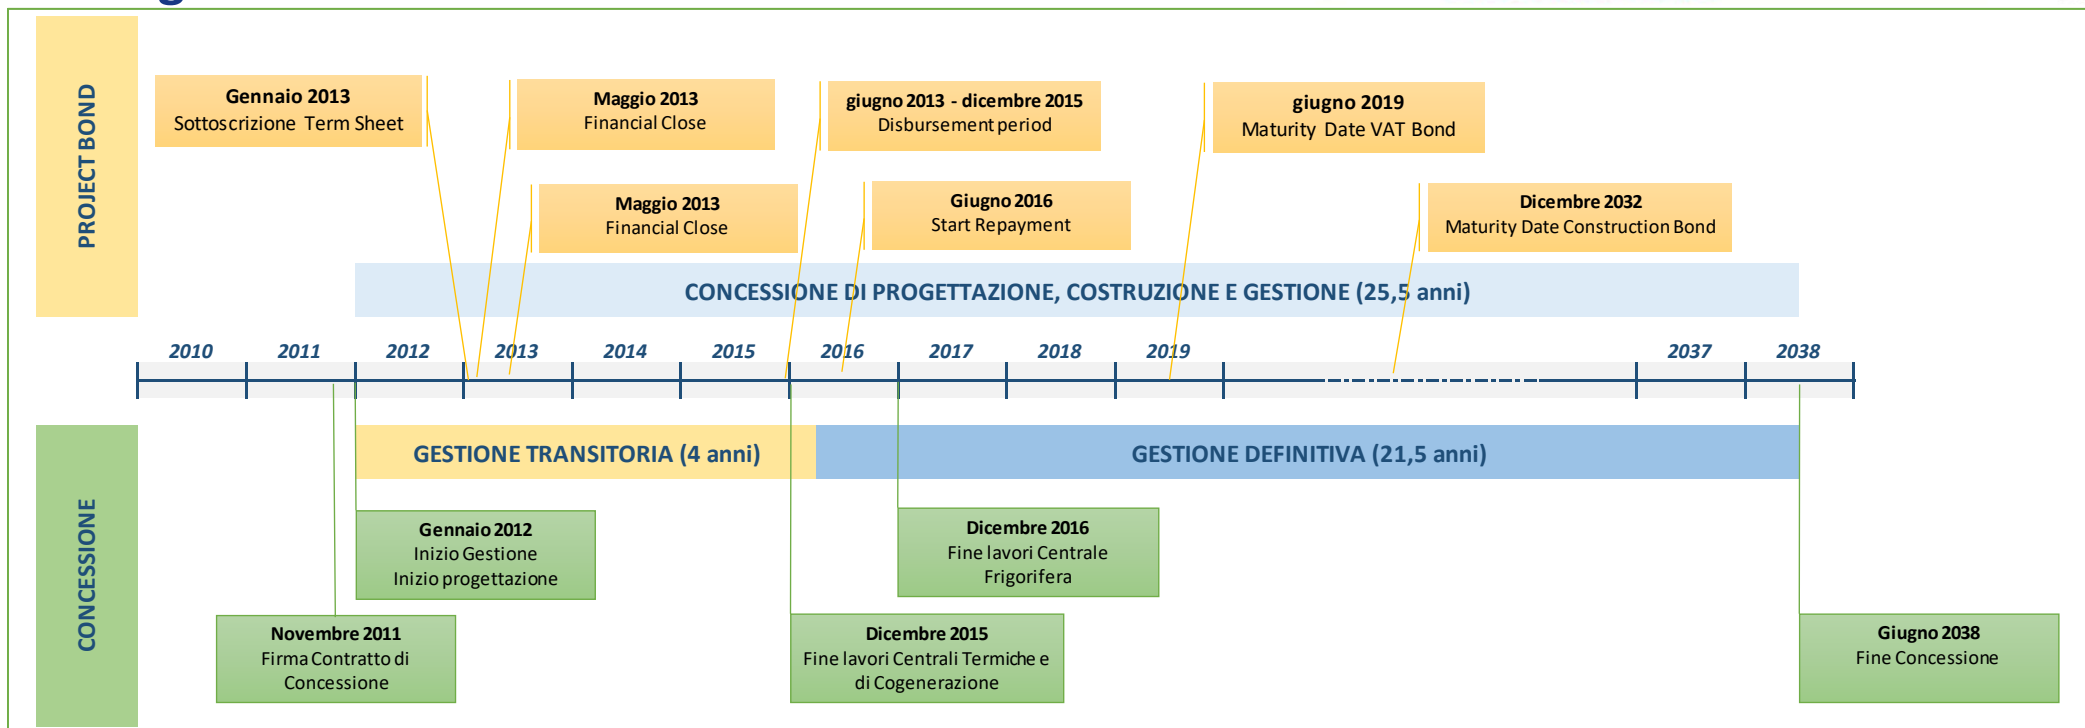 PROJECT BOND
Gennaio 2013
Sottoscrizione Term Sheet
Maggio 2013
Financial Close
giugno 2013 - dicembre 2015
Disbursement period
giugno 2019
Maturity Date VAT Bond
Maggio 2013
Financial Close
Giugno 2016
Start Repayment
Dicembre 2032
Maturity Date Construction Bond
CONCESSIONE DI PROGETTAZIONE, COSTRUZIONE E GESTIONE (25,5 anni)
2010 2011 2012 2013 2014 2015 2016 2017 2018 2019 2037 2038
CONCESSIONE
GESTIONE TRANSITORIA (4 anni) GESTIONE DEFINITIVA (21,5 anni)
Gennaio 2012
Inizio Gestione
Inizio progettazione
Dicembre 2016
Fine lavori Centrale
Frigorifera
Novembre 2011
Firma Contratto di
Concessione
Dicembre 2015
Fine lavori Centrali Termiche e
di Cogenerazione
Giugno 2038
Fine Concessione